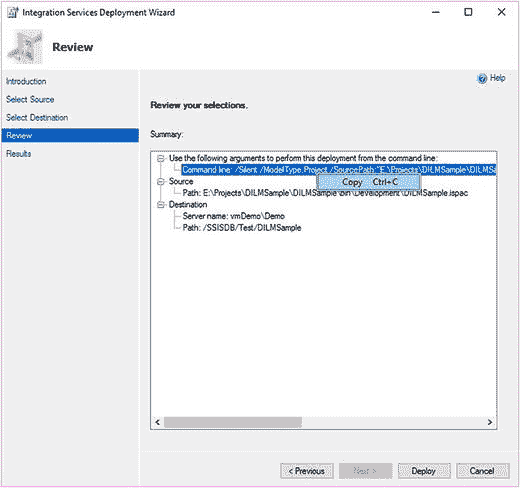 Integration Services Deployment Wizard
Review
Help
Introduction
Select Source
Select Destination
Review
Results
Review your selections.
Summary:
Use the following arguments to perform this deployment from the command line:
Command line: /Silent /ModelType:Project /SourcePath:"E:\Projects\DILMSample\DILMSample\DILMSa
Copy Ctrl+C
Source
Path: E:\Projects\DILMSample\DILMSample\bin\Development\DILMSample.ispac
Destination
Server name: vmDemo\Demo
Path: /SSISDB/Test/DILMSample
< Previous
Next >
Deploy
Cancel